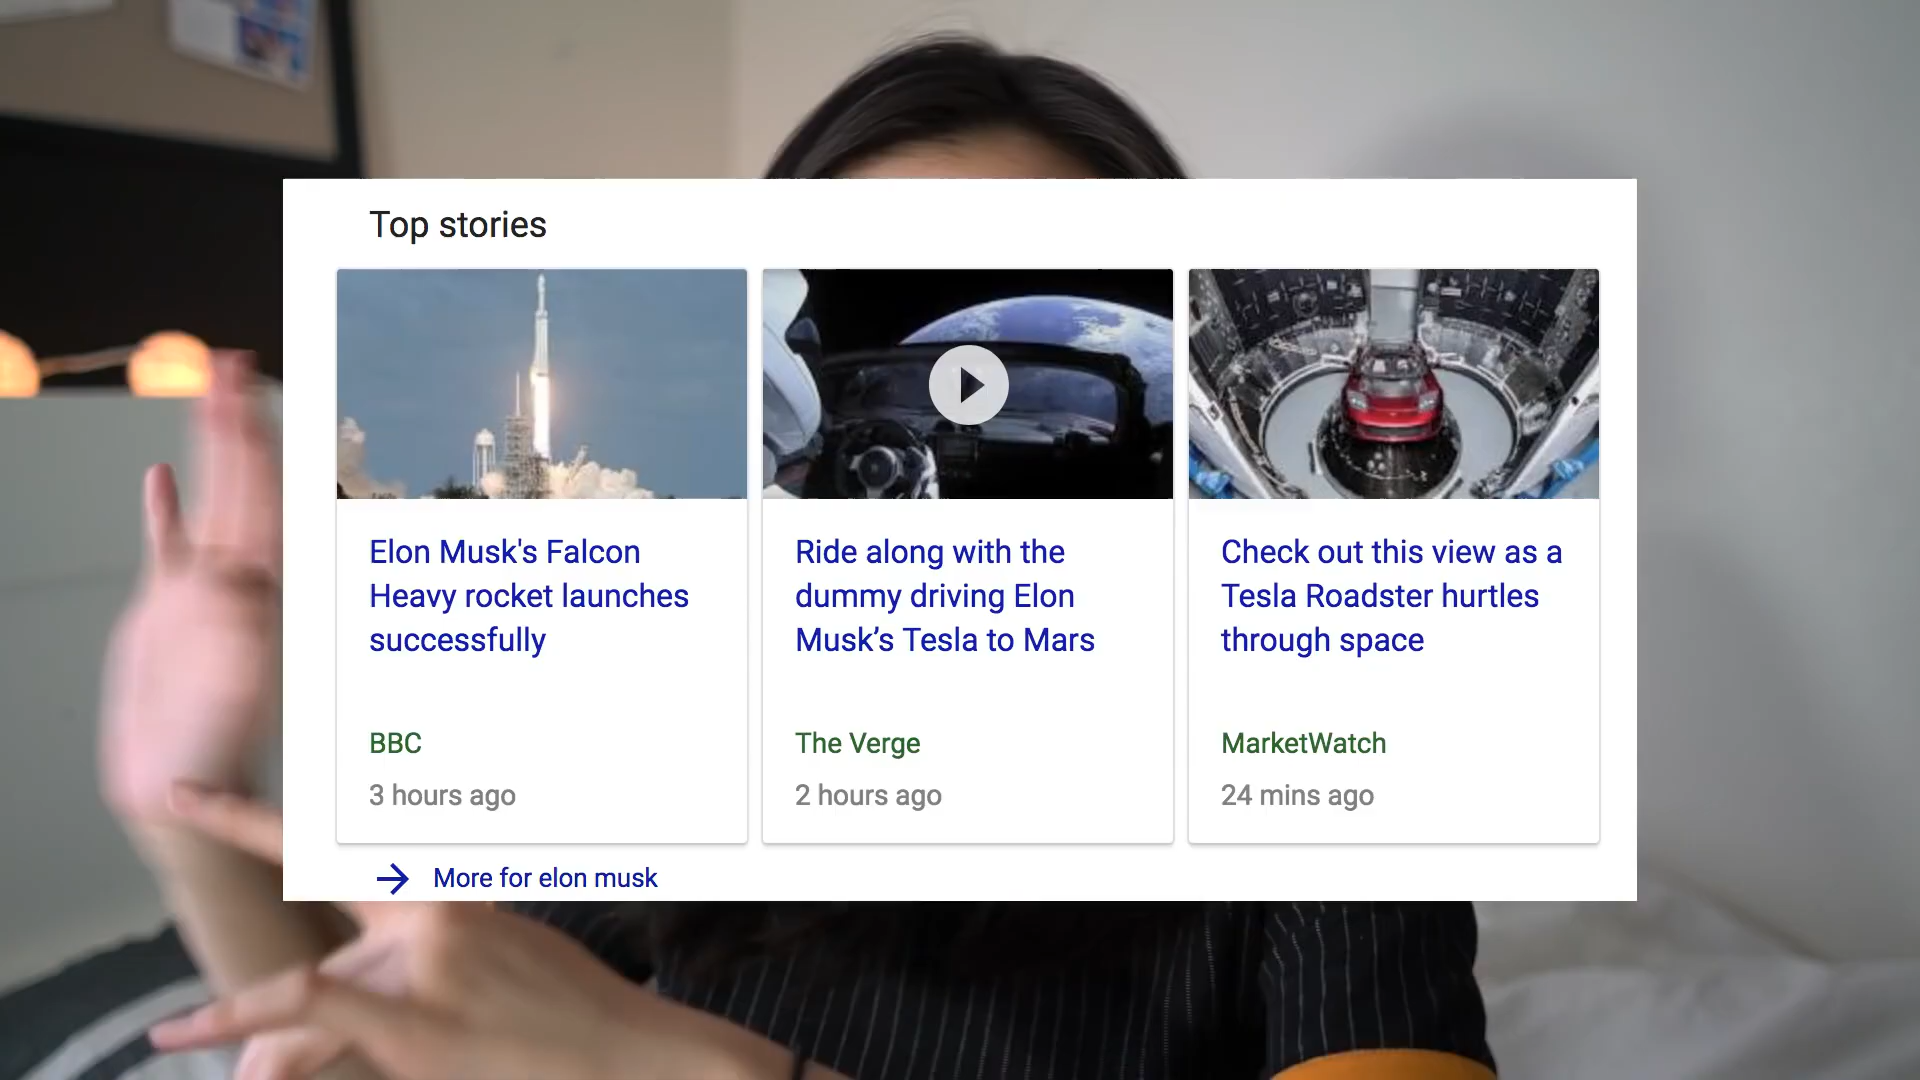 Top stories
Elon Musk's Falcon
Heavy rocket launches
successfully
BBC
3 hours ago
Ride along with the
dummy driving Elon
Musk’s Tesla to Mars
The Verge
2 hours ago
Check out this view as a
Tesla Roadster hurtles
through space
MarketWatch
24 mins ago
More for elon musk